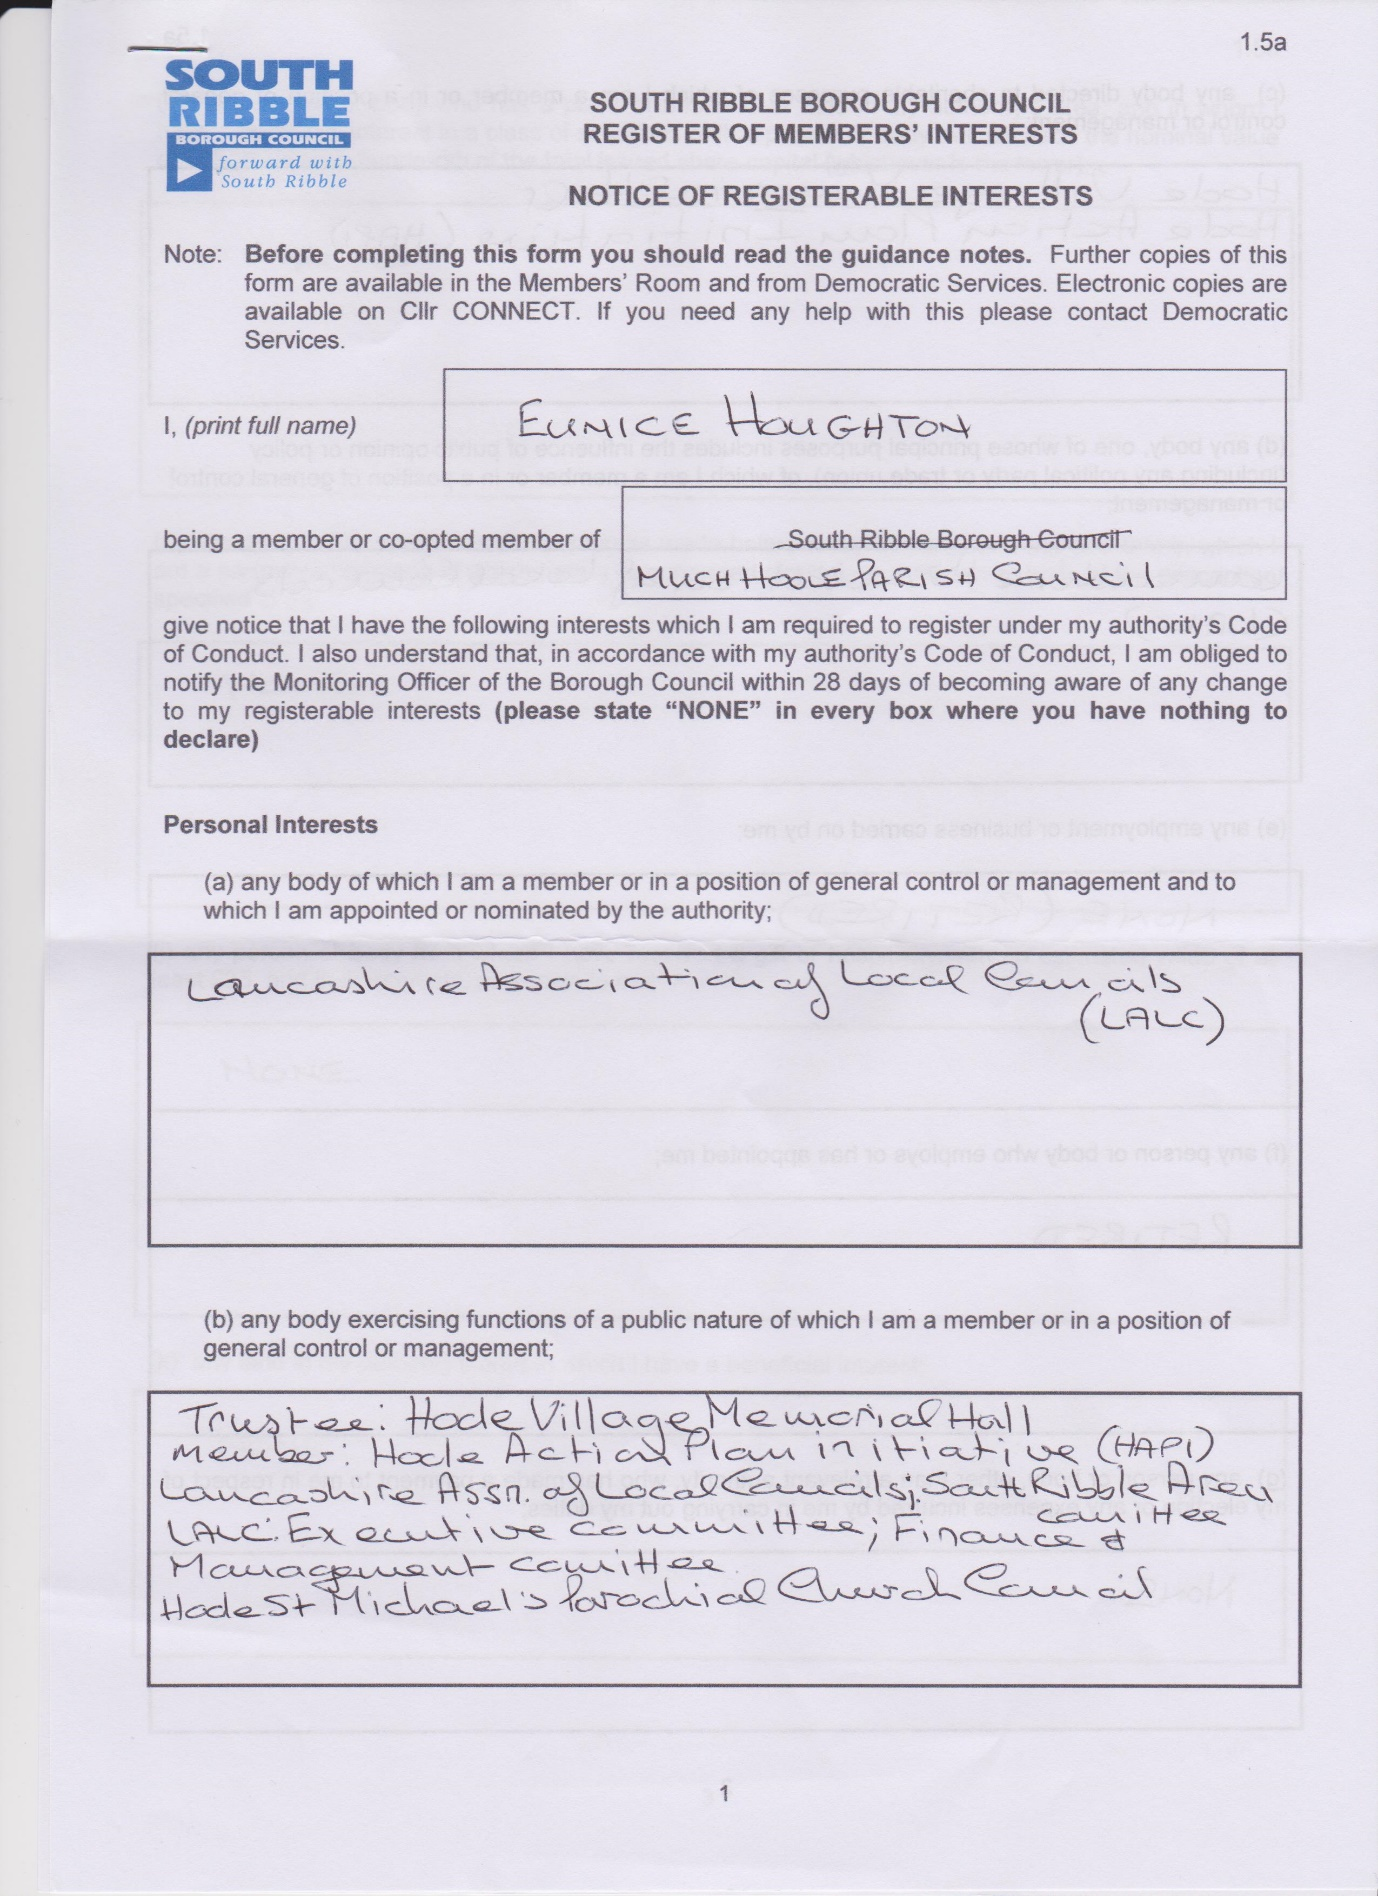 1.5a
SOUTH
RIBBLE
BOROUGH COUNCIL
forward with
South Ribble
SOUTH RIBBLE BOROUGH COUNCIL
REGISTER OF MEMBERS' INTERESTS
NOTICE OF REGISTERABLE INTERESTS
Note: Before completing this form you should read the guidance notes. Further copies of this
form are available in the Members' Room and from Democratic Services. Electronic copies are
available on Cllr CONNECT. If you need any help with this please contact Democratic
Services.
I, (print full name) EUNICE HOUGHTON
being a member or co-opted member of South Ribble Borough Council
MUCH HOOLE PARISH COUNCIL
give notice that I have the following interests which I am required to register under my authority's Code
of Conduct. I also understand that, in accordance with my authority's Code of Conduct, I am obliged to
notify the Monitoring Officer of the Borough Council within 28 days of becoming aware of any change
to my registerable interests (please state “NONE” in every box where you have nothing to
declare)
Personal Interests
(a) any body of which I am a member or in a position of general control or management and to
which I am appointed or nominated by the authority;
Lancashire Association of Local Councils
(LALC)
(b) any body exercising functions of a public nature of which I am a member or in a position of
general control or management;
Trustee: Hoole Village Memorial Hall
Member: Hoole Action Plan initiative (HAPI)
Lancashire Assn. of Local Councils; South Ribble Area
comittee
LALC: Executive Committee; Finance &
Management comittee
Hoole St Michael's Parochial Church Council
1